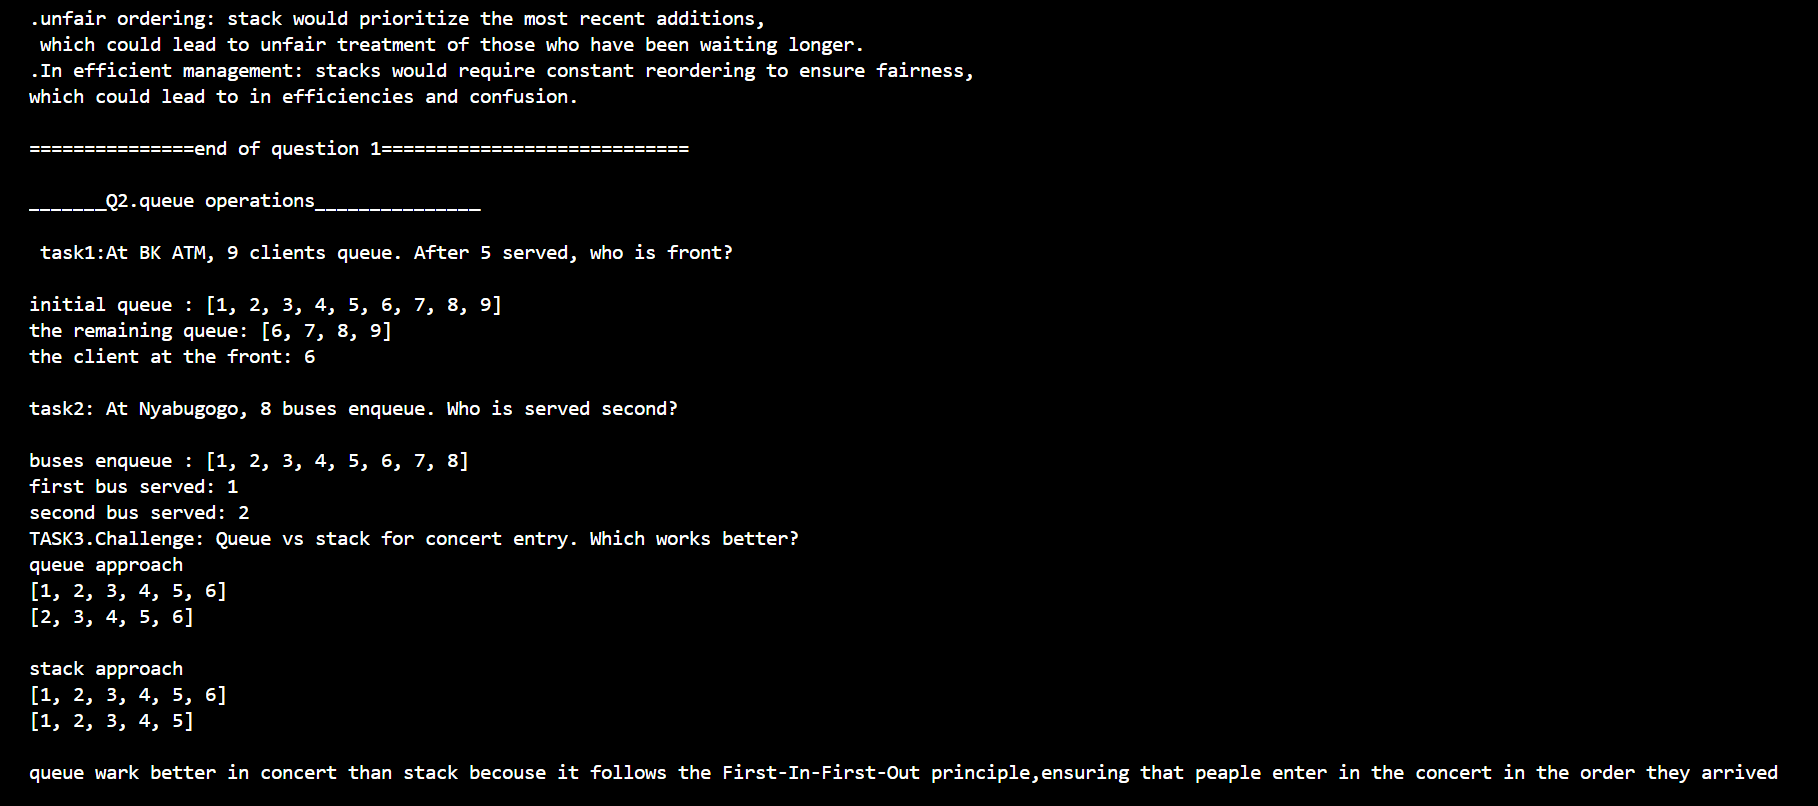 .unfair ordering: stack would prioritize the most recent additions,
which could lead to unfair treatment of those who have been waiting longer.
.In efficient management: stacks would require constant reordering to ensure fairness,
which could lead to in efficiencies and confusion.
===============end of question 1============================
_______Q2.queue operations_______________
task1:At BK ATM, 9 clients queue. After 5 served, who is front?
initial queue : [1, 2, 3, 4, 5, 6, 7, 8, 9]
the remaining queue: [6, 7, 8, 9]
the client at the front: 6
task2: At Nyabugogo, 8 buses enqueue. Who is served second?
buses enqueue : [1, 2, 3, 4, 5, 6, 7, 8]
first bus served: 1
second bus served: 2
TASK3.Challenge: Queue vs stack for concert entry. Which works better?
queue approach
[1, 2, 3, 4, 5, 6]
[2, 3, 4, 5, 6]
stack approach
[1, 2, 3, 4, 5, 6]
[1, 2, 3, 4, 5]
queue wark better in concert than stack becouse it follows the First-In-First-Out principle,ensuring that peaple enter in the concert in the order they arrived